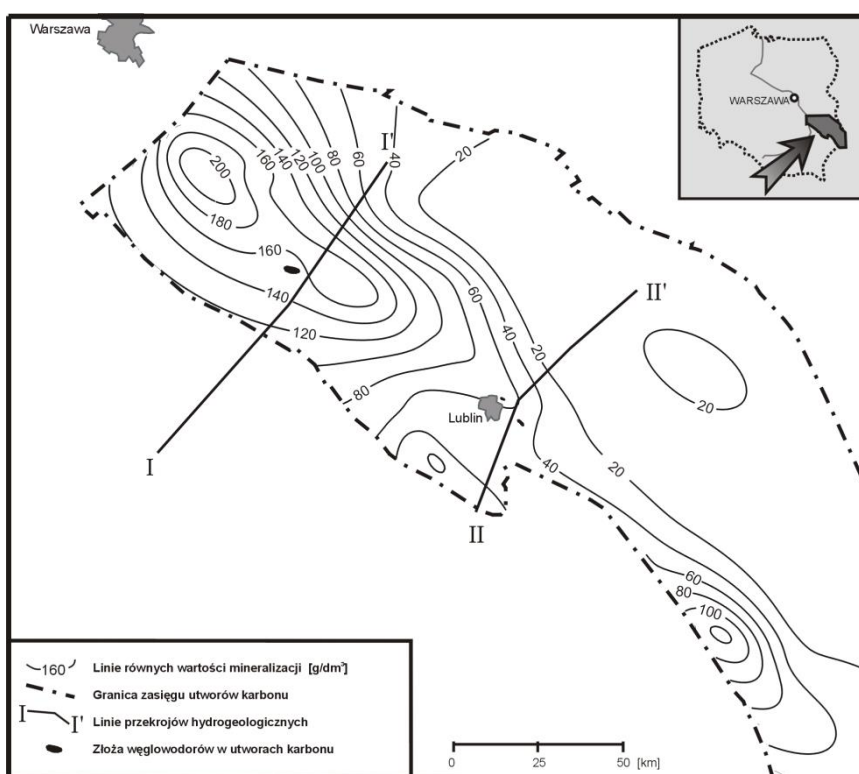 Warszawa
WARSZAWA
I'
200
180
160
140
120
100
80
60
40
20
160
140
120
80
60
40
20
II'
20
Lublin
I
II
40
20
60
80
100
160 Linie równych wartości mineralizacji [g/dm³]
Granica zasięgu utworów karbonu
I I' Linie przekrojów hydrogeologicznych
Złoża węglowodorów w utworach karbonu
0 25 50 [km]